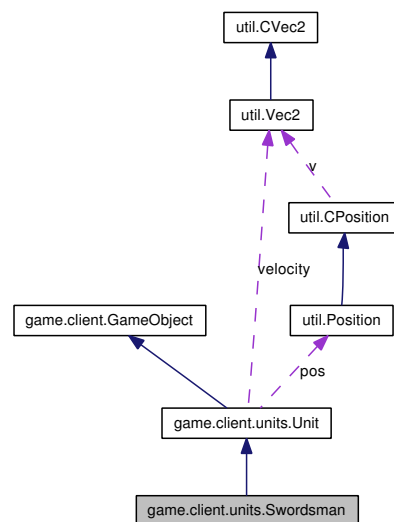 util.CVec2
util.Vec2
v
util.CPosition
velocity
game.client.GameObject
util.Position
pos
game.client.units.Unit
game.client.units.Swordsman